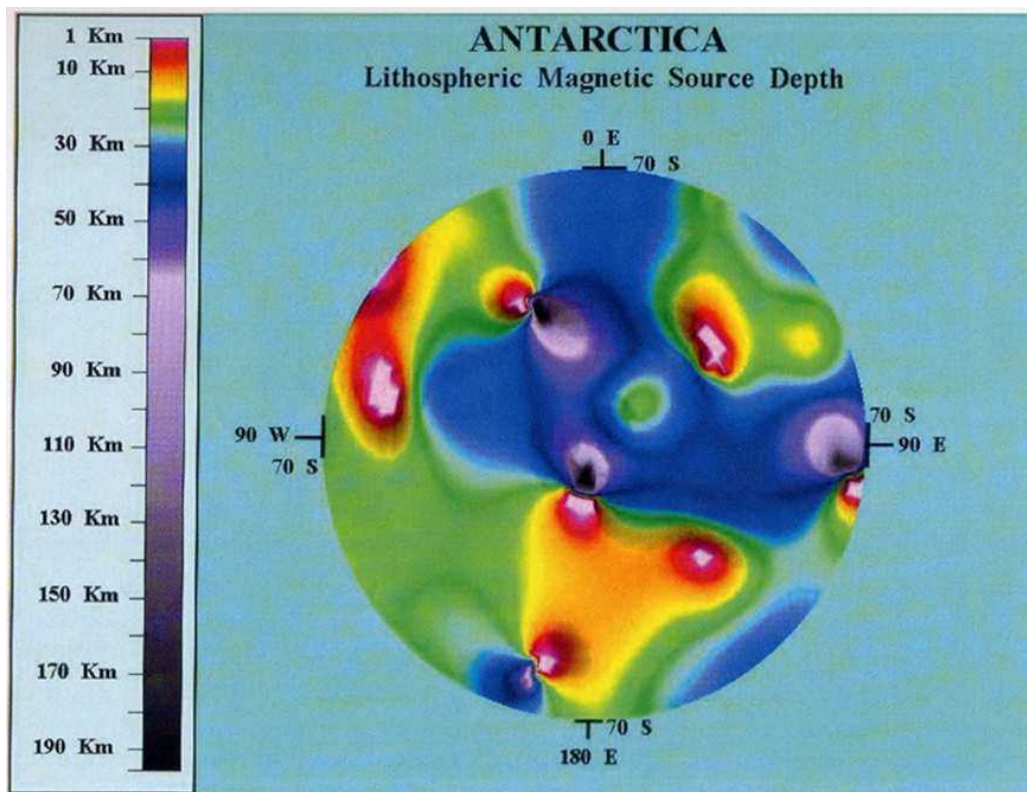 ANTARCTICA
Lithospheric Magnetic Source Depth
1 Km
10 Km
30 Km
50 Km
70 Km
90 Km
110 Km
130 Km
150 Km
170 Km
190 Km
0 E
70 S
90 W
70 S
70 S
90 E
70 S
180 E